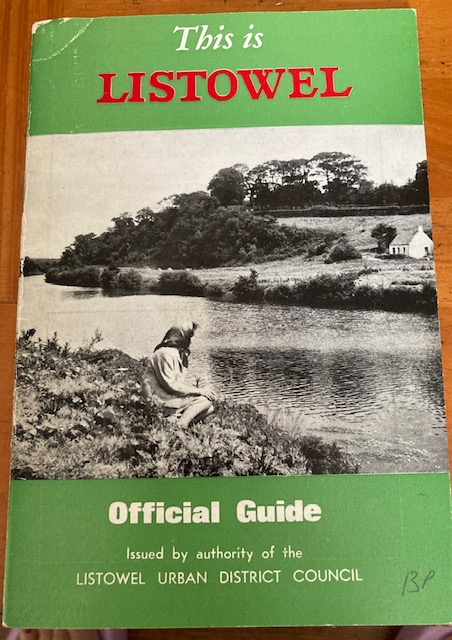 This is
LISTOWEL
Official Guide
Issued by authority of the
LISTOWEL URBAN DISTRICT COUNCIL
13P